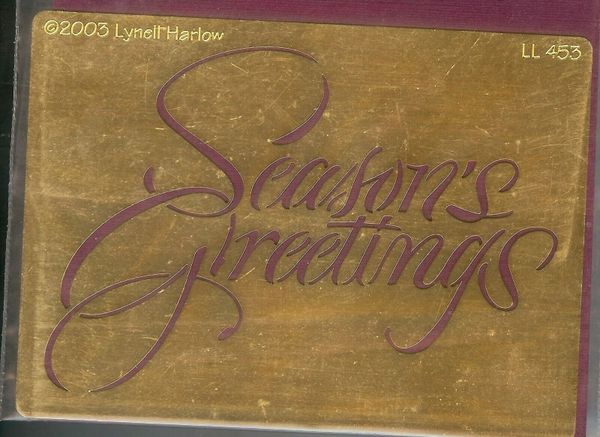 ©2003 Lynell Harlow
LL 453
Season's
Greetings